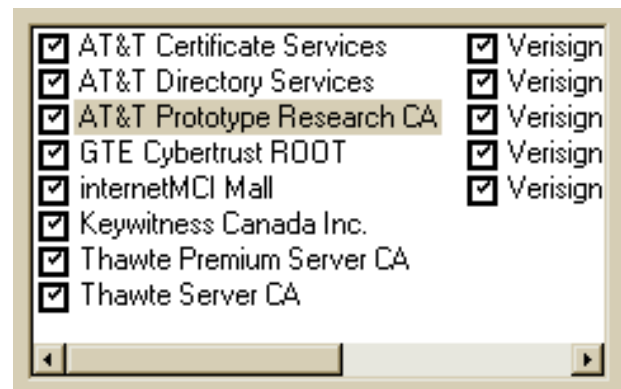 AT&T Certificate Services
AT&T Directory Services
AT&T Prototype Research CA
GTE Cybertrust ROOT
internetMCI Mall
Keywitness Canada Inc.
Thawte Premium Server CA
Thawte Server CA
Verisign
Verisign
Verisign
Verisign
Verisign